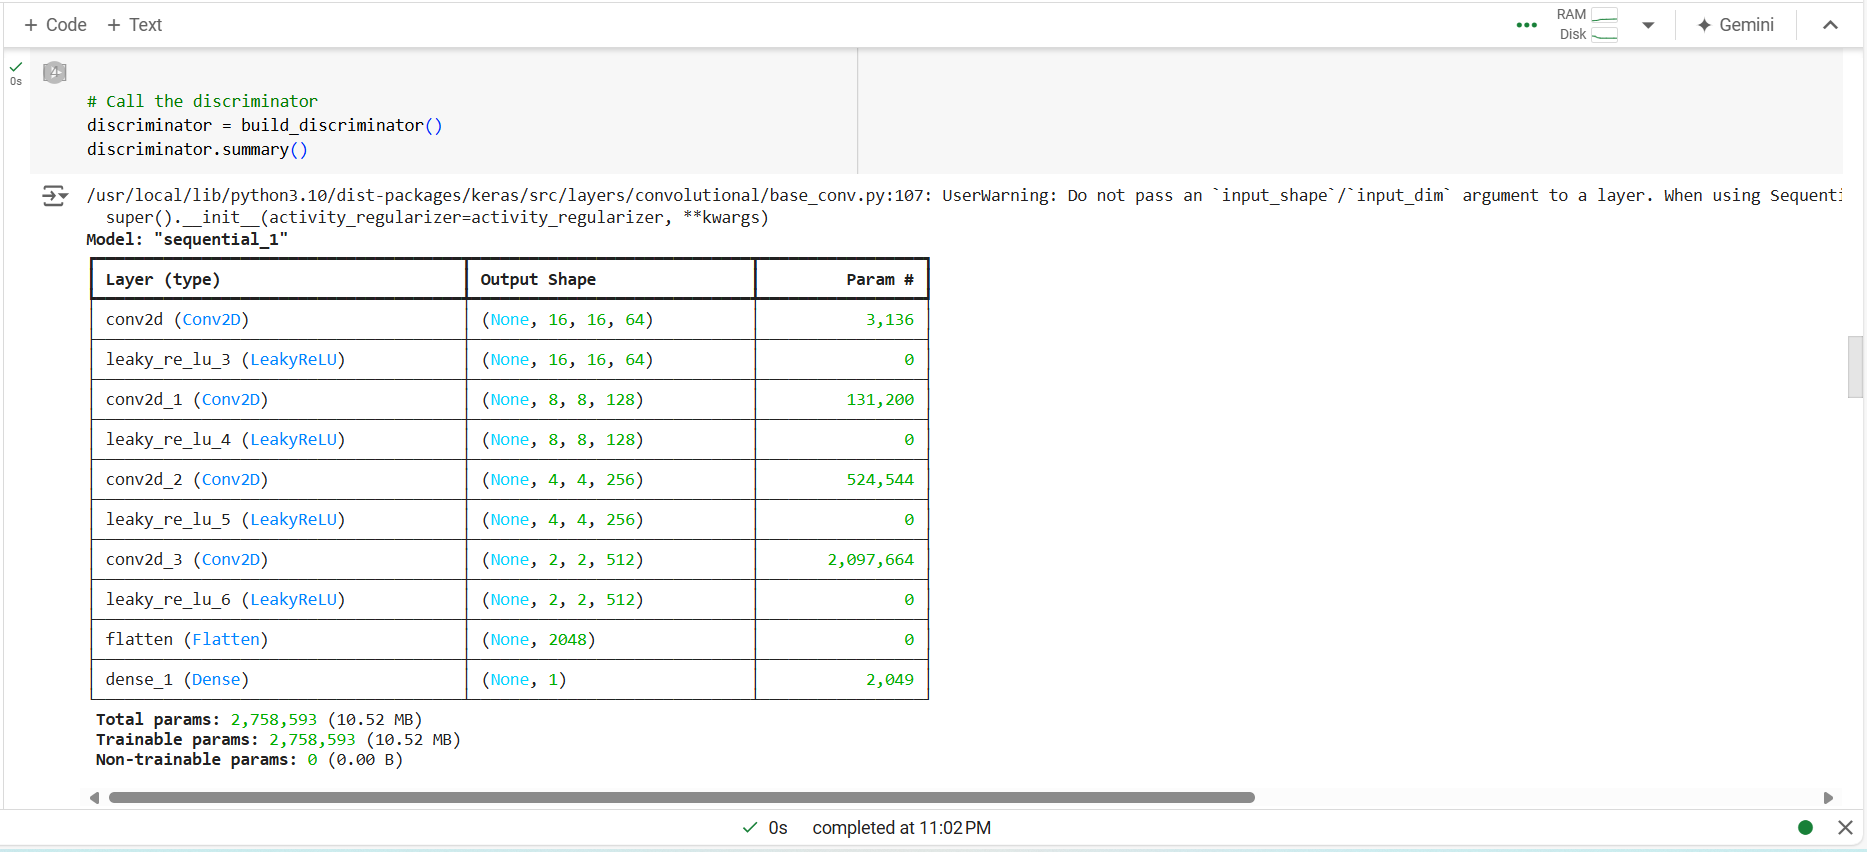 + Code + Text
RAM
Disk
Gemini
0s
4
# Call the discriminator
discriminator = build_discriminator()
discriminator.summary()
/usr/local/lib/python3.10/dist-packages/keras/src/layers/convolutional/base_conv.py:107: UserWarning: Do not pass an `input_shape`/`input_dim` argument to a layer. When using Sequenti
super().__init__(activity_regularizer=activity_regularizer, **kwargs)
Model: "sequential_1"
Layer (type) Output Shape Param #
conv2d (Conv2D) (None, 16, 16, 64) 3,136
leaky_re_lu_3 (LeakyReLU) (None, 16, 16, 64) 0
conv2d_1 (Conv2D) (None, 8, 8, 128) 131,200
leaky_re_lu_4 (LeakyReLU) (None, 8, 8, 128) 0
conv2d_2 (Conv2D) (None, 4, 4, 256) 524,544
leaky_re_lu_5 (LeakyReLU) (None, 4, 4, 256) 0
conv2d_3 (Conv2D) (None, 2, 2, 512) 2,097,664
leaky_re_lu_6 (LeakyReLU) (None, 2, 2, 512) 0
flatten (Flatten) (None, 2048) 0
dense_1 (Dense) (None, 1) 2,049
Total params: 2,758,593 (10.52 MB)
Trainable params: 2,758,593 (10.52 MB)
Non-trainable params: 0 (0.00 B)
0s completed at 11:02 PM